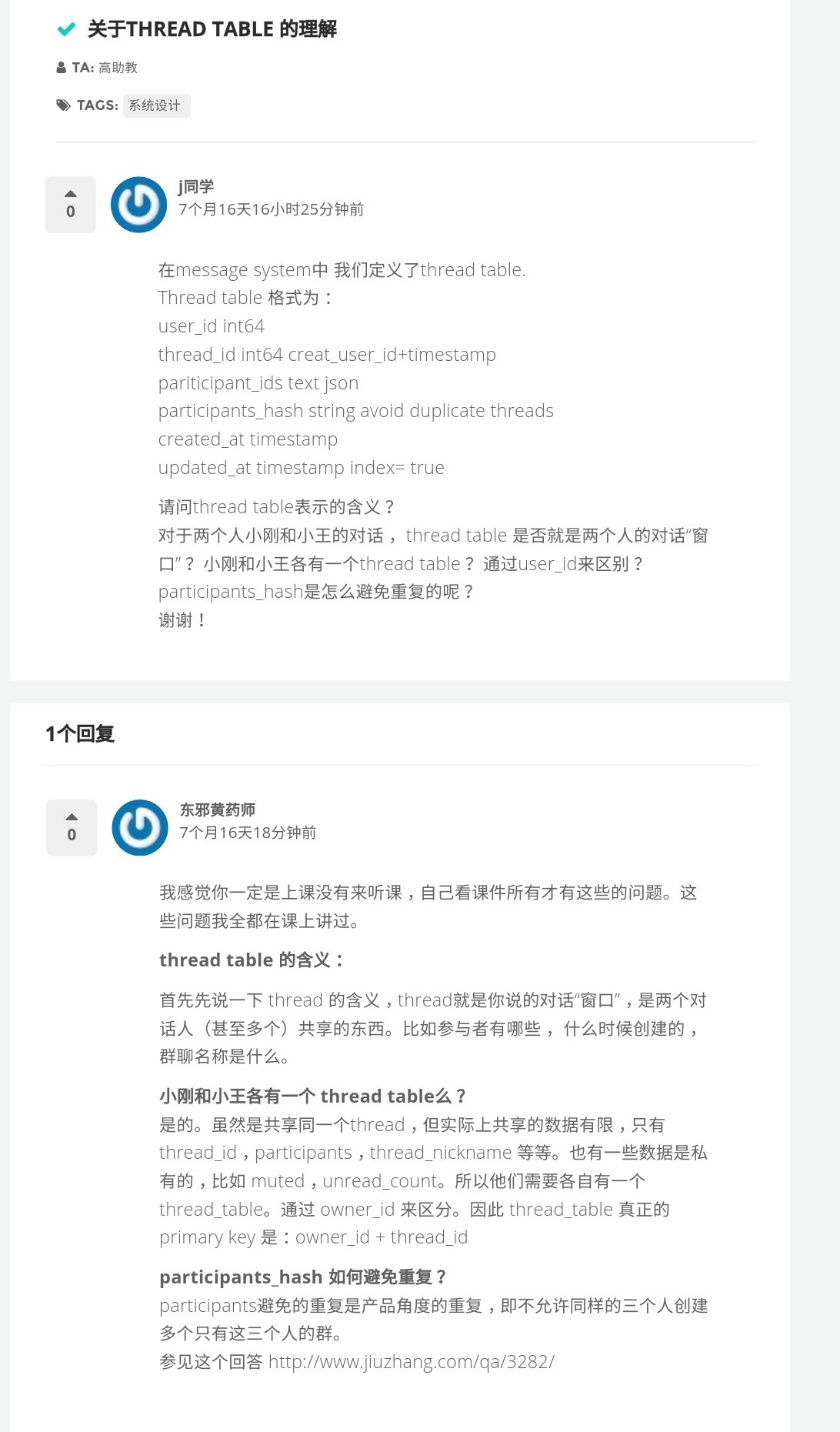 关于THREAD TABLE 的理解
TA: 高助教
TAGS: 系统设计
0
j同学
7个月16天16小时25分钟前
在message system中 我们定义了thread table.
Thread table 格式为：
user_id int64
thread_id int64 creat_user_id+timestamp
pariticipant_ids text json
participants_hash string avoid duplicate threads
created_at timestamp
updated_at timestamp index= true
请问thread table表示的含义？
对于两个人小刚和小王的对话， thread table 是否就是两个人的对话“窗
口”？ 小刚和小王各有一个thread table？ 通过user_id来区别？
participants_hash是怎么避免重复的呢？
谢谢！
1个回复
0
东邪黄药师
7个月16天18分钟前
我感觉你一定是上课没有来听课，自己看课件所有才有这些的问题。这
些问题我全都在课上讲过。
thread table 的含义：
首先先说一下 thread 的含义，thread就是你说的对话“窗口”，是两个对
话人（甚至多个）共享的东西。比如参与者有哪些， 什么时候创建的，
群聊名称是什么。
小刚和小王各有一个 thread table么？
是的。虽然是共享同一个thread，但实际上共享的数据有限，只有
thread_id，participants，thread_nickname 等等。也有一些数据是私
有的，比如 muted，unread_count。所以他们需要各自有一个
thread_table。通过 owner_id 来区分。因此 thread_table 真正的
primary key 是：owner_id + thread_id
participants_hash 如何避免重复？
participants避免的重复是产品角度的重复，即不允许同样的三个人创建
多个只有这三个人的群。
参见这个回答 http://www.jiuzhang.com/qa/3282/